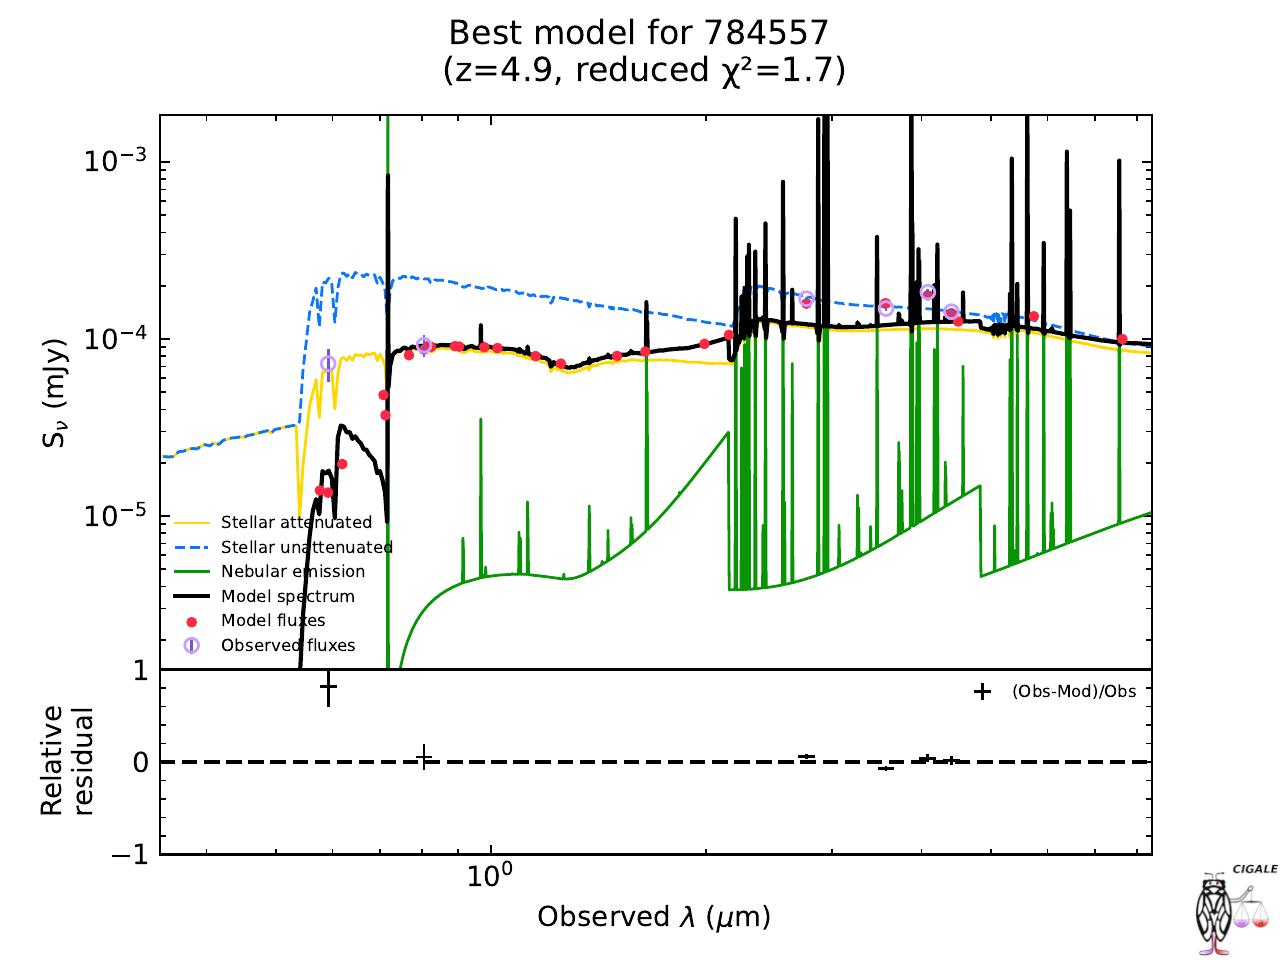 Best model for 784557
(z=4.9, reduced χ²=1.7)
10⁻³
10⁻⁴
10⁻⁵
S_ν (mJy)
Stellar attenuated
Stellar unattenuated
Nebular emission
Model spectrum
Model fluxes
Observed fluxes
1
0
−1
Relative
residual
(Obs-Mod)/Obs
10⁰
Observed λ (μm)
CIGALE